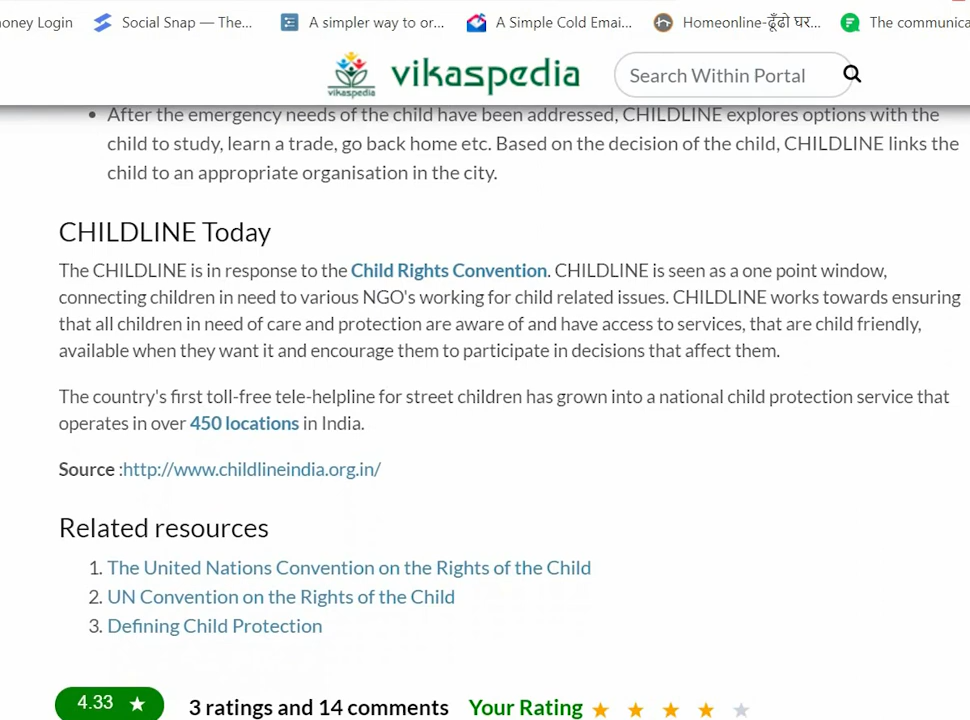 oney Login Social Snap — The... A simpler way to or... A Simple Cold Emai... Homeonline-ढूँढो घर... The communica
vikaspedia vikaspedia Search Within Portal
• After the emergency needs of the child have been addressed, CHILDLINE explores options with the
child to study, learn a trade, go back home etc. Based on the decision of the child, CHILDLINE links the
child to an appropriate organisation in the city.
CHILDLINE Today
The CHILDLINE is in response to the Child Rights Convention. CHILDLINE is seen as a one point window,
connecting children in need to various NGO's working for child related issues. CHILDLINE works towards ensuring
that all children in need of care and protection are aware of and have access to services, that are child friendly,
available when they want it and encourage them to participate in decisions that affect them.
The country's first toll-free tele-helpline for street children has grown into a national child protection service that
operates in over 450 locations in India.
Source :http://www.childlineindia.org.in/
Related resources
1. The United Nations Convention on the Rights of the Child
2. UN Convention on the Rights of the Child
3. Defining Child Protection
4.33 ★ 3 ratings and 14 comments Your Rating ★ ★ ★ ★ ★